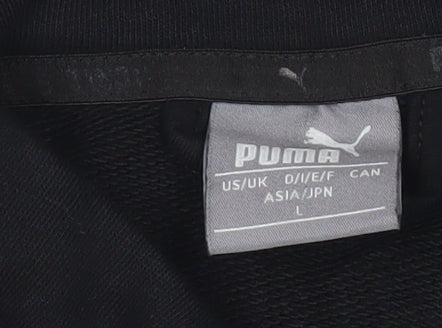 PUMA
US/UK D/I/E/F CAN
ASIA/JPN
L